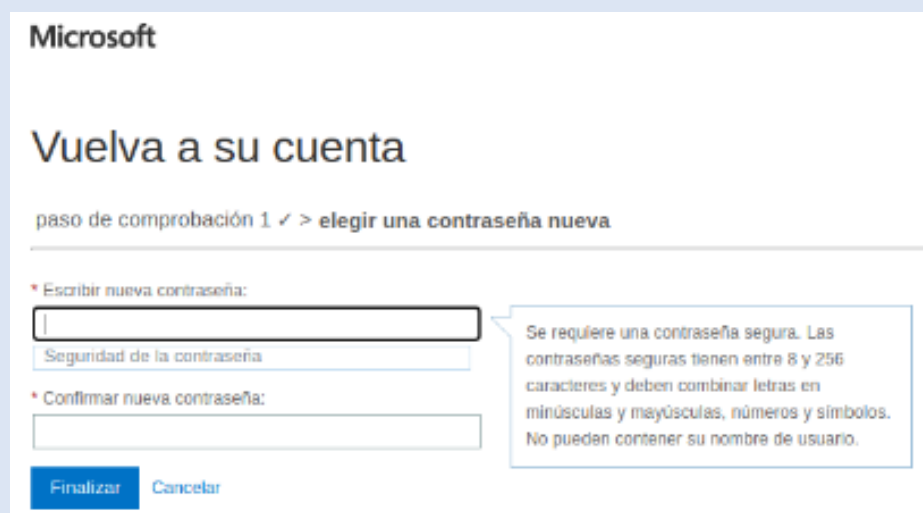 Microsoft
Vuelva a su cuenta
paso de comprobación 1 ✓ > elegir una contraseña nueva
* Escribir nueva contraseña:
Seguridad de la contraseña
* Confirmar nueva contraseña:
Se requiere una contraseña segura. Las
contraseñas seguras tienen entre 8 y 256
caracteres y deben combinar letras en
minúsculas y mayúsculas, números y símbolos.
No pueden contener su nombre de usuario.
Finalizar Cancelar